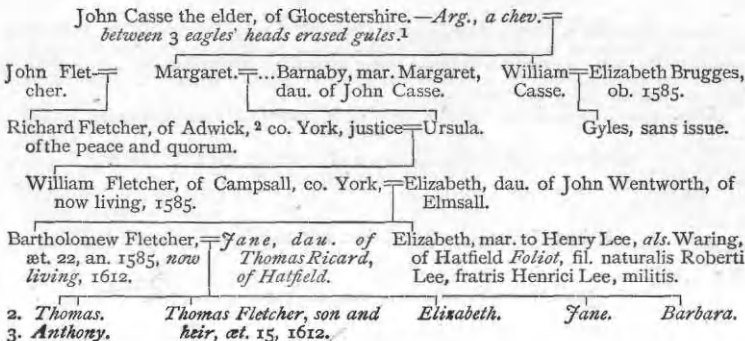 John Casse the elder, of Glocestershire.—Arg., a chev.
between 3 eagles' heads erased gules.¹
John Flet-
cher.
Margaret.
...Barnaby, mar. Margaret,
dau. of John Casse.
William
Casse.
Elizabeth Brugges,
ob. 1585.
Richard Fletcher, of Adwick, ² co. York, justice
of the peace and quorum.
Ursula.
Gyles, sans issue.
William Fletcher, of Campsall, co. York,
now living, 1585.
Elizabeth, dau. of John Wentworth, of
Elmsall.
Bartholomew Fletcher,
æt. 22, an. 1585, now
living, 1612.
Jane, dau. of
Thomas Ricard,
of Hatfield.
Elizabeth, mar. to Henry Lee, als. Waring,
of Hatfield Foliot, fil. naturalis Roberti
Lee, fratris Henrici Lee, militis.
2. Thomas.
3. Anthony.
Thomas Fletcher, son and
heir, æt. 15, 1612.
Elizabeth.
Jane.
Barbara.